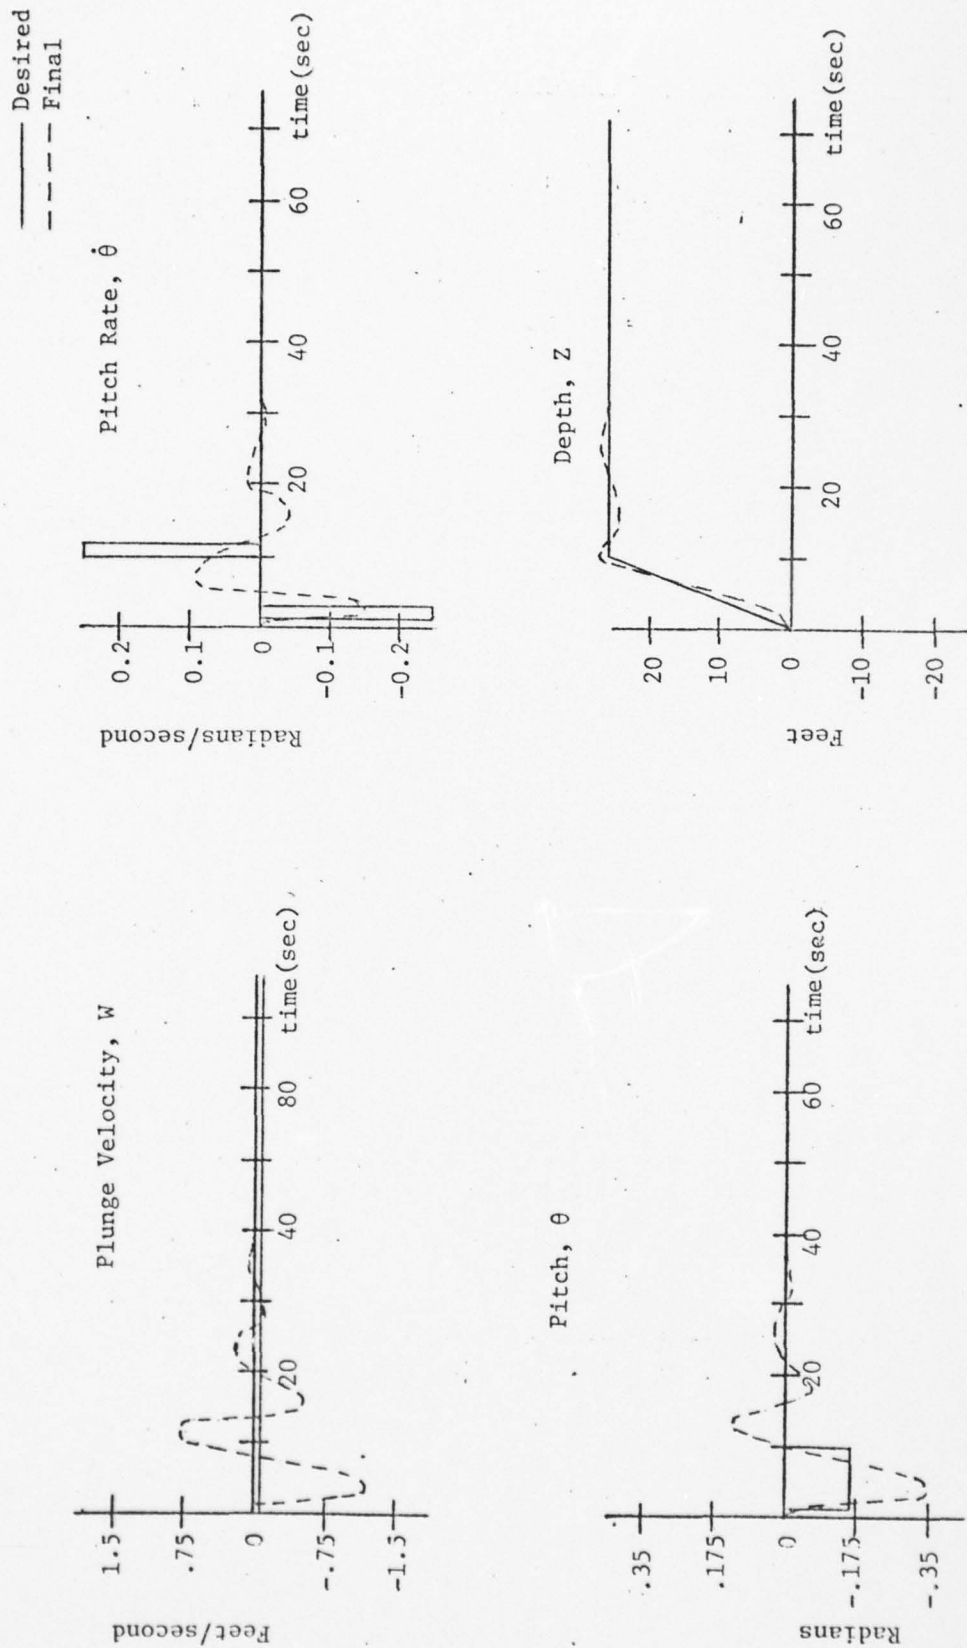 Desired
Final
Plunge Velocity, W
Feet/second
1.5
.75
0
-.75
-1.5
20
40
80
time(sec)
Pitch Rate, θ̇
Radians/second
0.2
0.1
0
-0.1
-0.2
20
40
60
time(sec)
Pitch, θ
Radians
.35
.175
0
-.175
-.35
20
40
60
time(sec)
Depth, Z
Feet
20
10
0
-10
-20
20
40
60
time(sec)